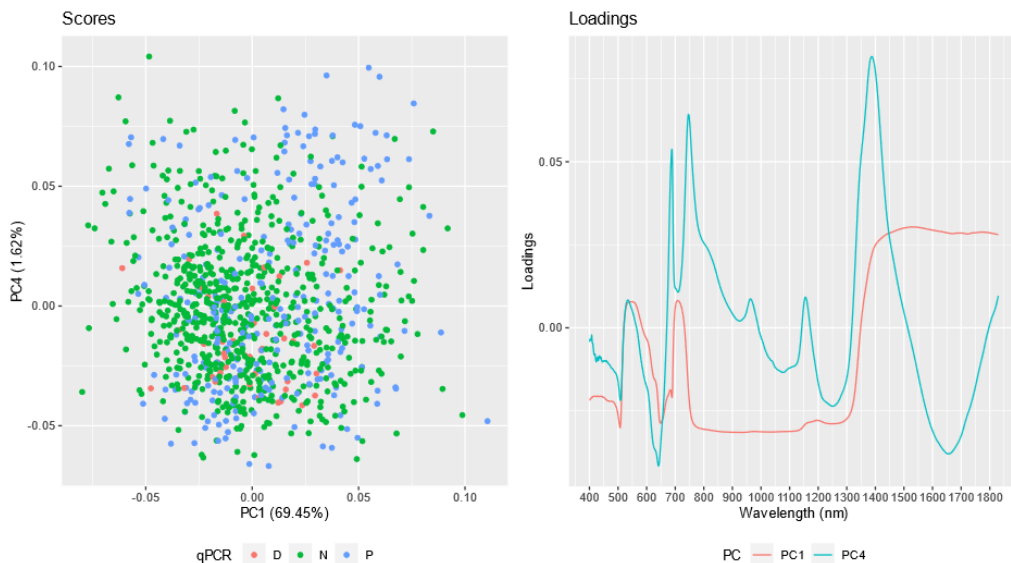 Scores
0.10
0.05
0.00
-0.05
PC4 (1.62%)
-0.05 0.00 0.05 0.10
PC1 (69.45%)
qPCR D N P
Loadings
0.05
0.00
Loadings
400 500 600 700 800 900 1000 1100 1200 1300 1400 1500 1600 1700 1800
Wavelength (nm)
PC PC1 PC4